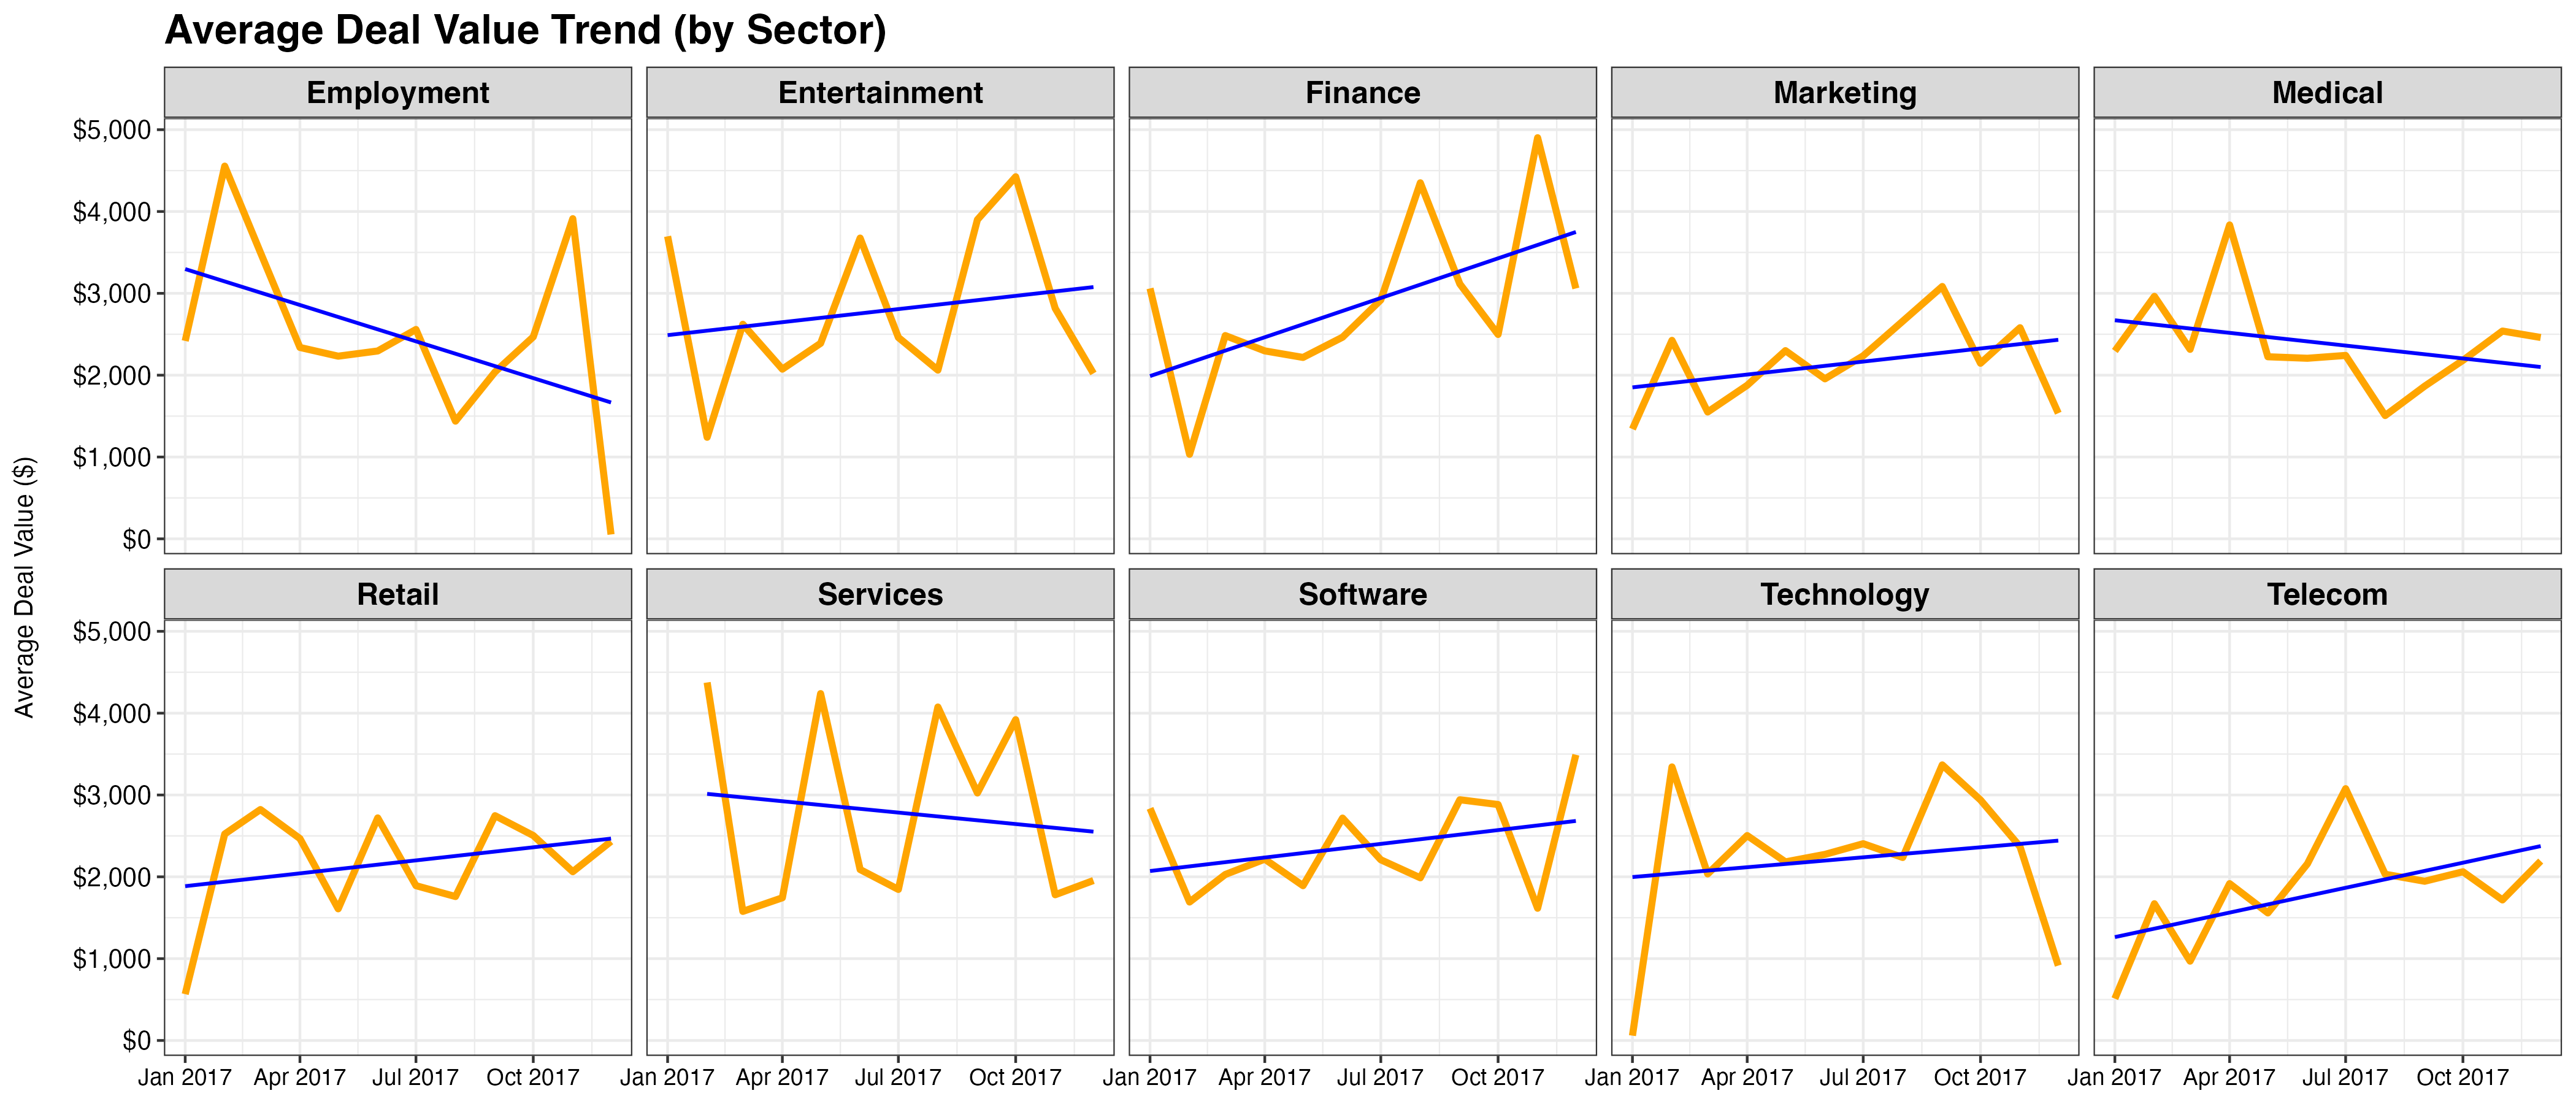 Average Deal Value Trend (by Sector)
Employment
Entertainment
Finance
Marketing
Medical
$5,000
$4,000
$3,000
$2,000
$1,000
$0
Average Deal Value ($)
Retail
Services
Software
Technology
Telecom
$5,000
$4,000
$3,000
$2,000
$1,000
$0
Jan 2017 Apr 2017 Jul 2017 Oct 2017 Jan 2017 Apr 2017 Jul 2017 Oct 2017 Jan 2017 Apr 2017 Jul 2017 Oct 2017 Jan 2017 Apr 2017 Jul 2017 Oct 2017 Jan 2017 Apr 2017 Jul 2017 Oct 2017